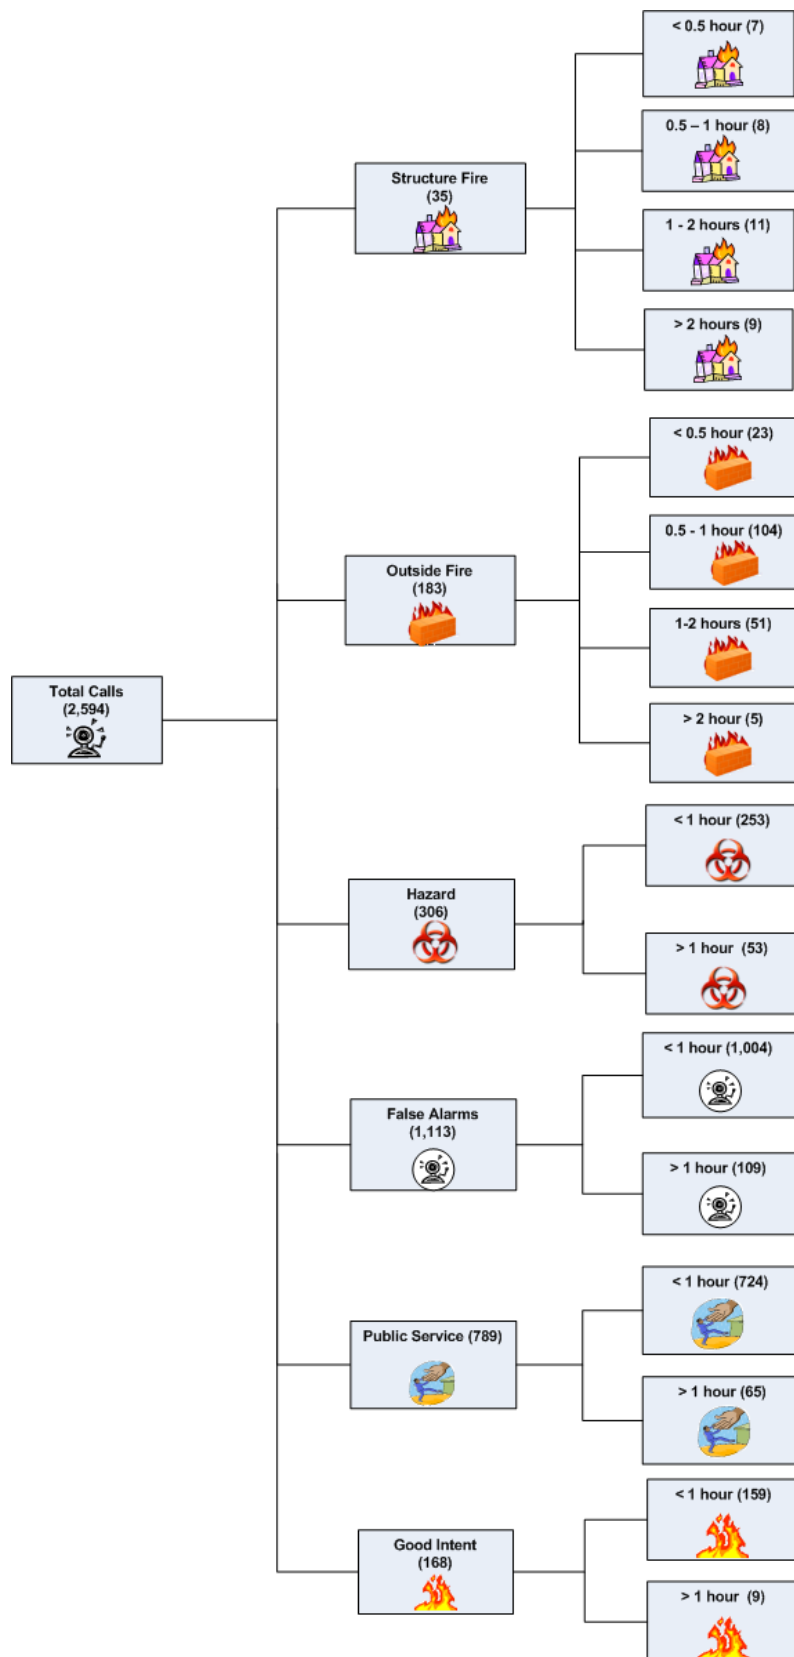 Total Calls
(2,594)
Structure Fire
(35)
< 0.5 hour (7)
0.5 – 1 hour (8)
1 - 2 hours (11)
> 2 hours (9)
Outside Fire
(183)
< 0.5 hour (23)
0.5 - 1 hour (104)
1-2 hours (51)
> 2 hour (5)
Hazard
(306)
< 1 hour (253)
> 1 hour (53)
False Alarms
(1,113)
< 1 hour (1,004)
> 1 hour (109)
Public Service (789)
< 1 hour (724)
> 1 hour (65)
Good Intent
(168)
< 1 hour (159)
> 1 hour (9)